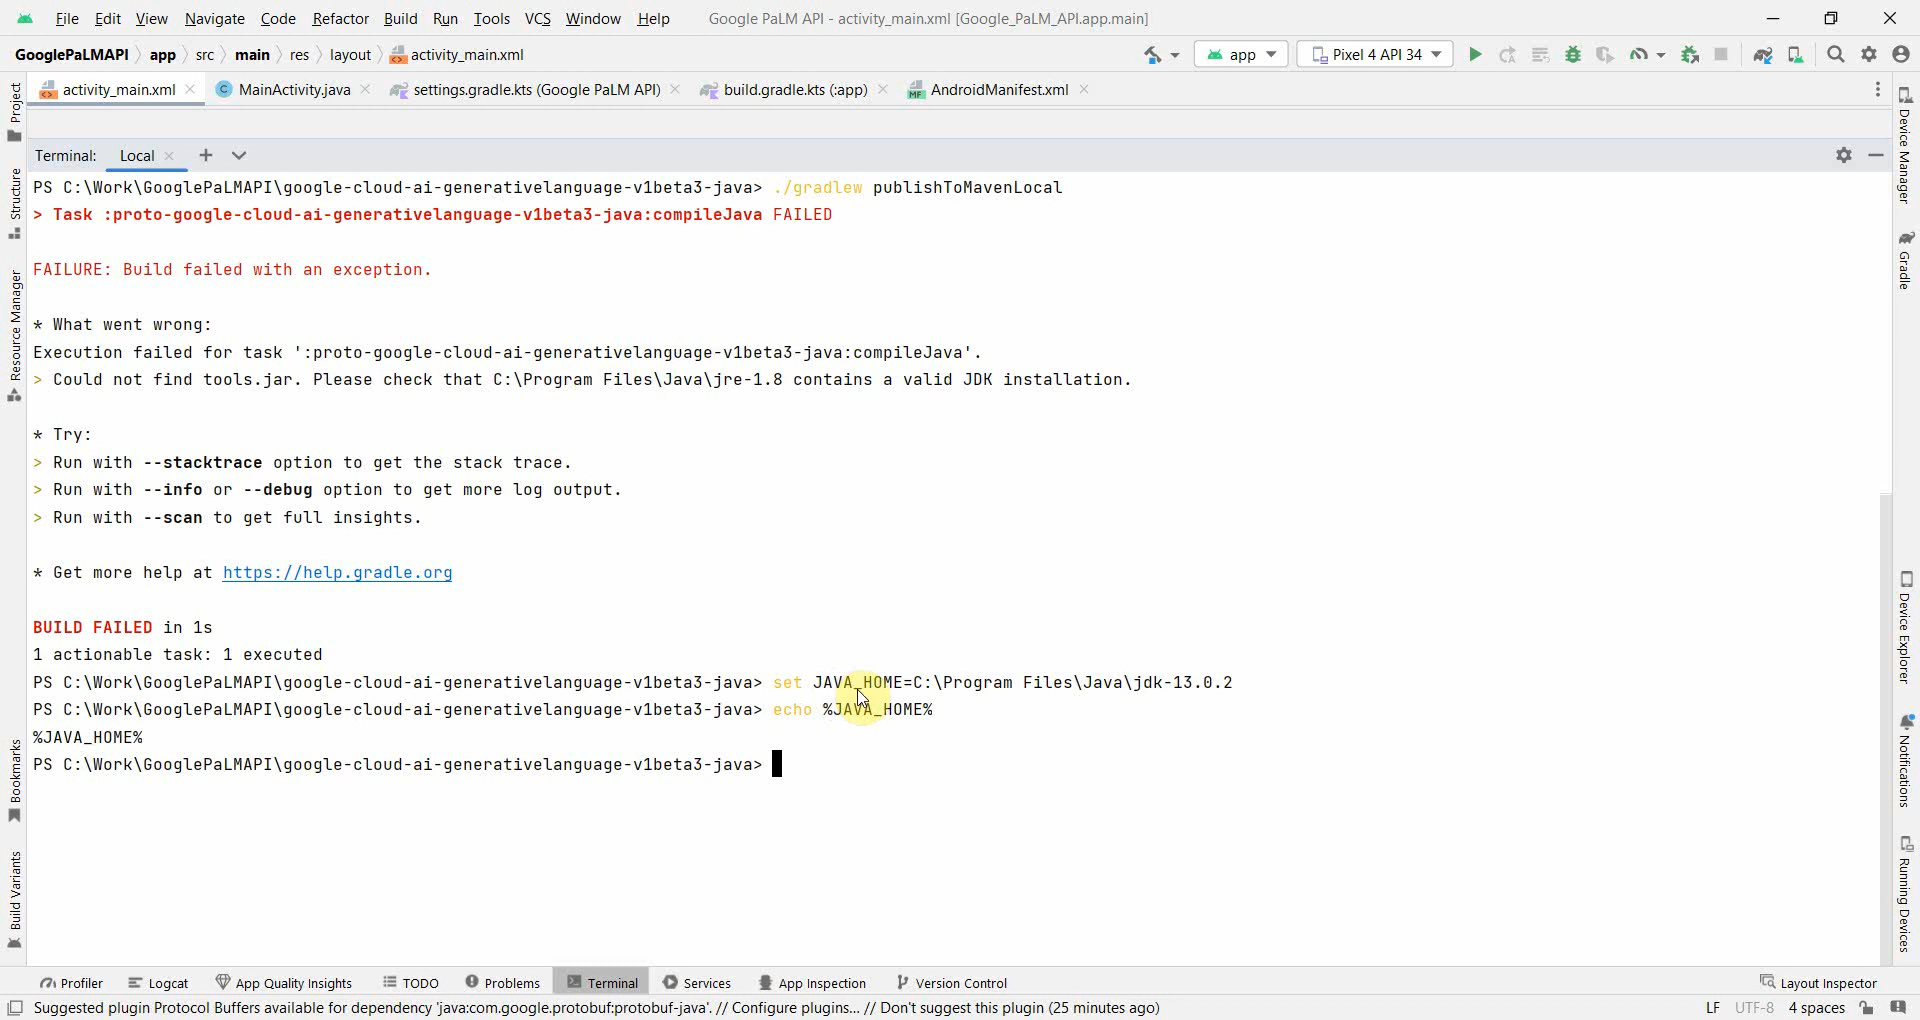 File Edit View Navigate Code Refactor Build Run Tools VCS Window Help Google PaLM API - activity_main.xml [Google_PaLM_API.app.main]
GooglePaLMAPI app src main res layout activity_main.xml app Pixel 4 API 34
activity_main.xml MainActivity.java settings.gradle.kts (Google PaLM API) build.gradle.kts (:app) AndroidManifest.xml
Terminal: Local
PS C:\Work\GooglePaLMAPI\google-cloud-ai-generativelanguage-v1beta3-java> ./gradlew publishToMavenLocal
> Task :proto-google-cloud-ai-generativelanguage-v1beta3-java:compileJava FAILED
FAILURE: Build failed with an exception.
* What went wrong:
Execution failed for task ':proto-google-cloud-ai-generativelanguage-v1beta3-java:compileJava'.
> Could not find tools.jar. Please check that C:\Program Files\Java\jre-1.8 contains a valid JDK installation.
* Try:
> Run with --stacktrace option to get the stack trace.
> Run with --info or --debug option to get more log output.
> Run with --scan to get full insights.
* Get more help at https://help.gradle.org
BUILD FAILED in 1s
1 actionable task: 1 executed
PS C:\Work\GooglePaLMAPI\google-cloud-ai-generativelanguage-v1beta3-java> set JAVA_HOME=C:\Program Files\Java\jdk-13.0.2
PS C:\Work\GooglePaLMAPI\google-cloud-ai-generativelanguage-v1beta3-java> echo %JAVA_HOME%
%JAVA_HOME%
PS C:\Work\GooglePaLMAPI\google-cloud-ai-generativelanguage-v1beta3-java>
Project
Structure
Resource Manager
Bookmarks
Build Variants
Device Manager
Gradle
Device Explorer
Notifications
Running Devices
Profiler Logcat App Quality Insights TODO Problems Terminal Services App Inspection Version Control Layout Inspector
Suggested plugin Protocol Buffers available for dependency 'java:com.google.protobuf:protobuf-java'. // Configure plugins... // Don't suggest this plugin (25 minutes ago) LF UTF-8 4 spaces